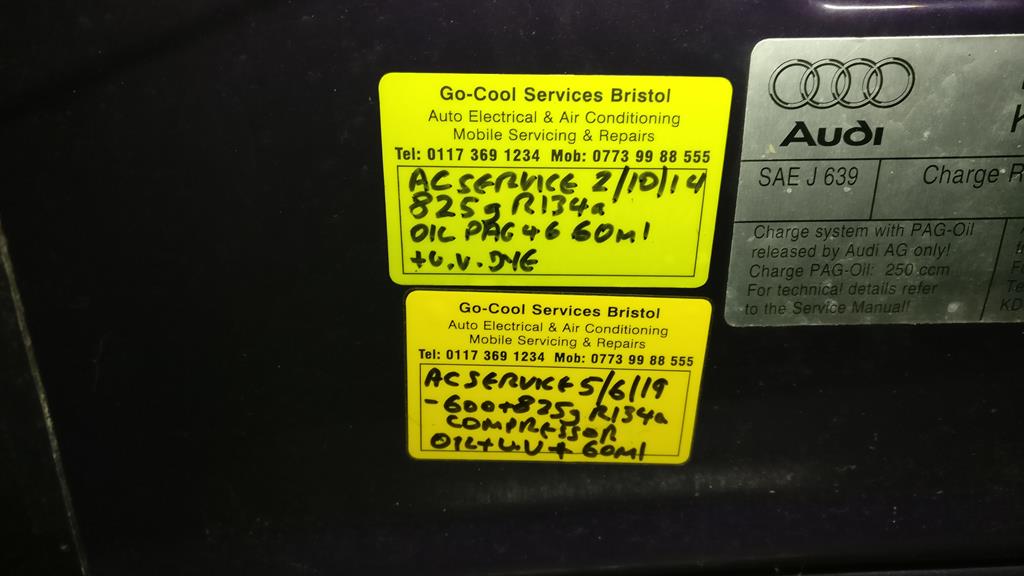 Go-Cool Services Bristol
Auto Electrical & Air Conditioning
Mobile Servicing & Repairs
Tel: 0117 369 1234 Mob: 0773 99 88 555
AC SERVICE 2/10/14
825g R134a
OIL PAG 46 60ml
+U.V. DYE
Go-Cool Services Bristol
Auto Electrical & Air Conditioning
Mobile Servicing & Repairs
Tel: 0117 369 1234 Mob: 0773 99 88 555
AC SERVICE 5/6/19
-600+825g R134a
COMPRESSOR
OIL+UV+60ml
Audi
SAE J 639
Charge
Charge system with PAG-Oil
released by Audi AG only!
Charge PAG-Oil: 250 ccm
For technical details refer
to the Service Manual!